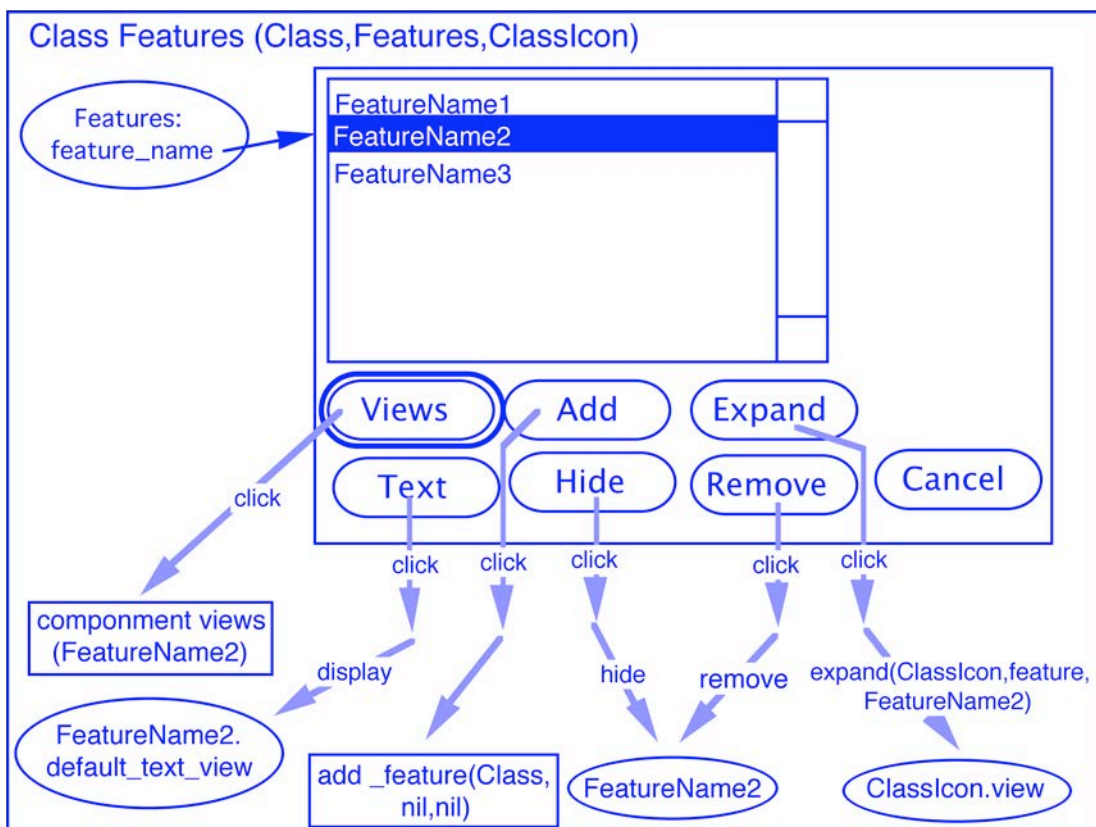 Class Features (Class,Features,ClassIcon)
Features:
feature_name
FeatureName1
FeatureName2
FeatureName3
Views
Add
Expand
Text
Hide
Remove
Cancel
click
click
click
click
click
click
componment views
(FeatureName2)
display
hide
remove
expand(ClassIcon,feature,
FeatureName2)
FeatureName2.
default_text_view
add _feature(Class,
nil,nil)
FeatureName2
ClassIcon.view